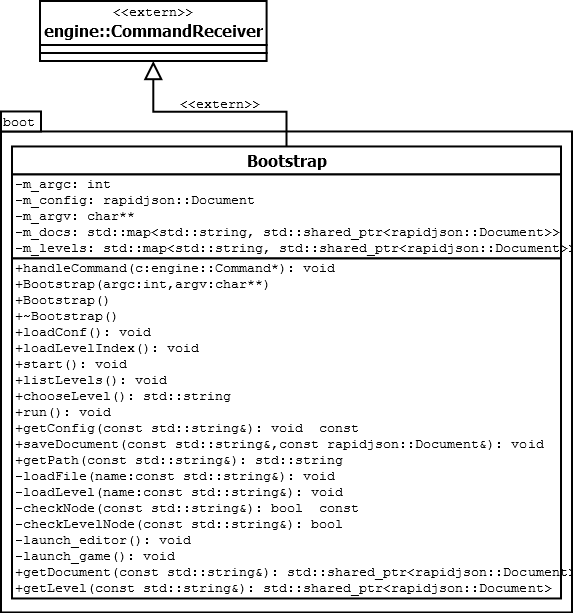 <<extern>>
engine::CommandReceiver
<<extern>>
boot
Bootstrap
-m_argc: int
-m_config: rapidjson::Document
-m_argv: char**
-m_docs: std::map<std::string, std::shared_ptr<rapidjson::Document>>
-m_levels: std::map<std::string, std::shared_ptr<rapidjson::Document>>
+handleCommand(c:engine::Command*): void
+Bootstrap(argc:int,argv:char**)
+Bootstrap()
+~Bootstrap()
+loadConf(): void
+loadLevelIndex(): void
+start(): void
+listLevels(): void
+chooseLevel(): std::string
+run(): void
+getConfig(const std::string&): void  const
+saveDocument(const std::string&,const rapidjson::Document&): void
+getPath(const std::string&): std::string
-loadFile(name:const std::string&): void
-loadLevel(name:const std::string&): void
-checkNode(const std::string&): bool  const
-checkLevelNode(const std::string&): bool
-launch_editor(): void
-launch_game(): void
+getDocument(const std::string&): std::shared_ptr<rapidjson::Document>
+getLevel(const std::string&): std::shared_ptr<rapidjson::Document>